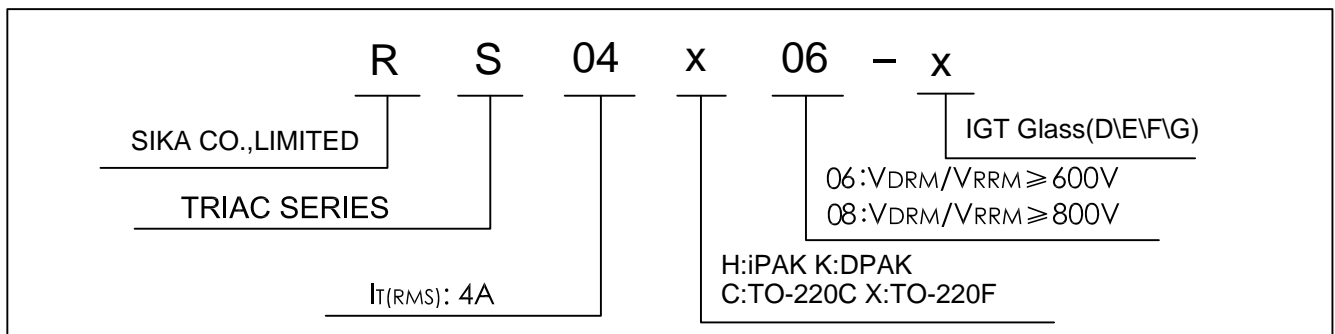 R S 04 x 06 – x
SIKA CO.,LIMITED
IGT Glass(D\E\F\G)
TRIAC SERIES
06:VDRM/VRRM≥600V
08:VDRM/VRRM≥800V
IT(RMS): 4A
H:iPAK K:DPAK
C:TO-220C X:TO-220F